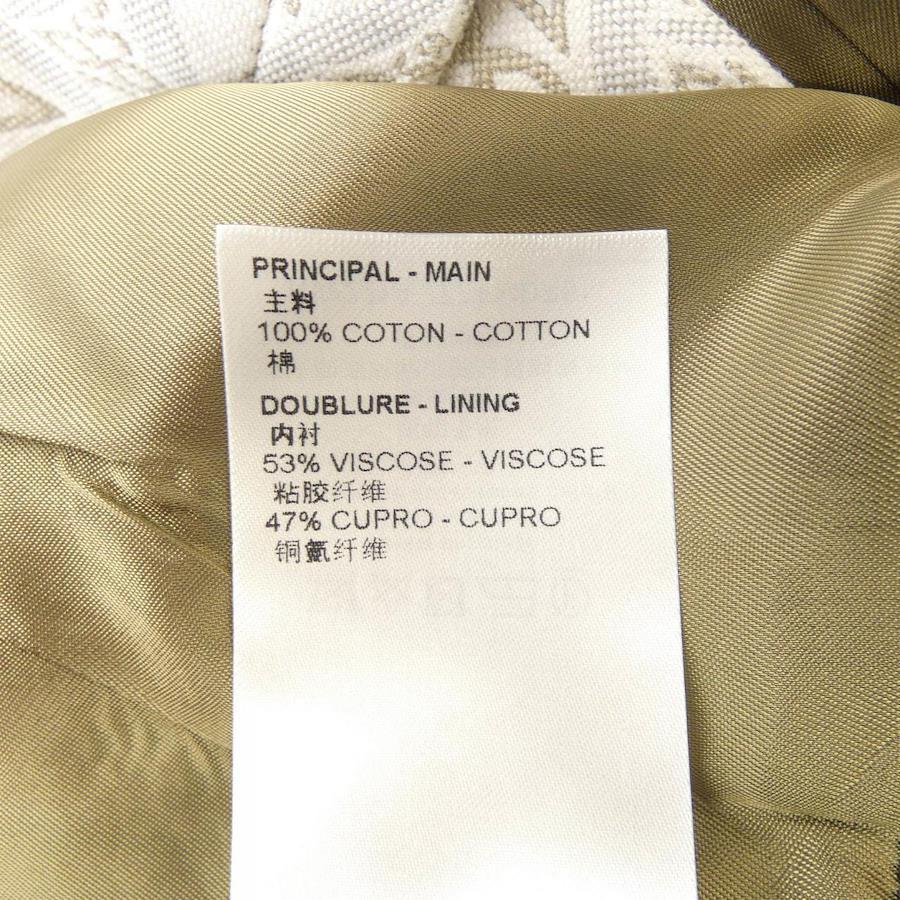 PRINCIPAL - MAIN
主料
100% COTON - COTTON
棉
DOUBLURE - LINING
内衬
53% VISCOSE - VISCOSE
粘胶纤维
47% CUPRO - CUPRO
铜氨纤维